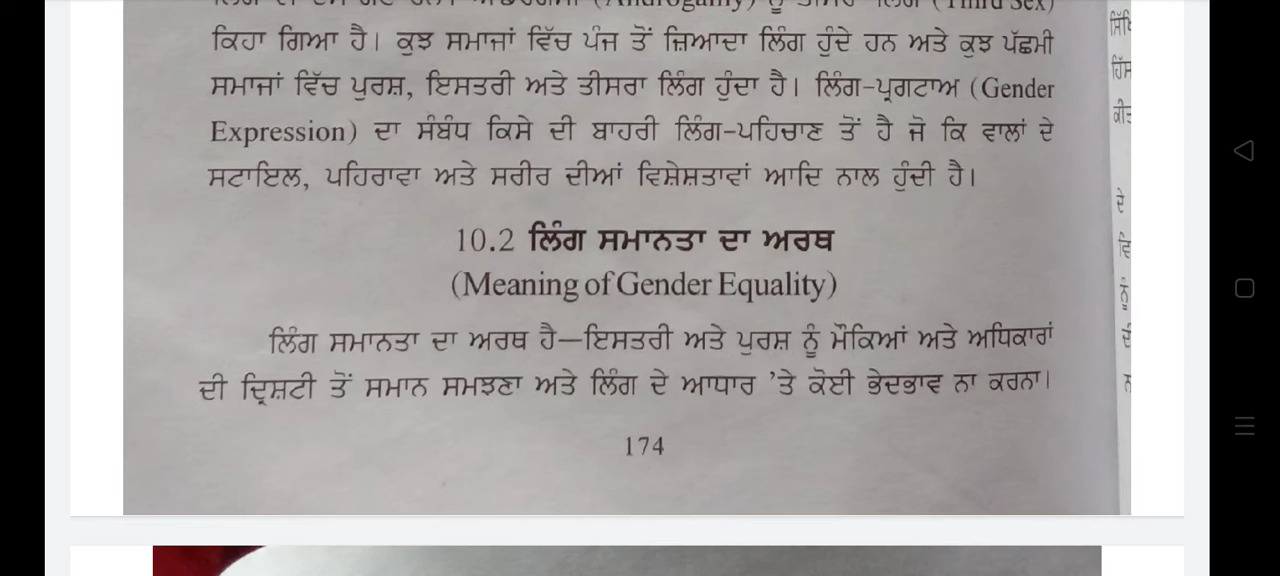 ਕਿਹਾ ਗਿਆ ਹੈ। ਕੁਝ ਸਮਾਜਾਂ ਵਿੱਚ ਪੰਜ ਤੋਂ ਜ਼ਿਆਦਾ ਲਿੰਗ ਹੁੰਦੇ ਹਨ ਅਤੇ ਕੁਝ ਪੱਛਮੀ
ਸਮਾਜਾਂ ਵਿੱਚ ਪੁਰਸ਼, ਇਸਤਰੀ ਅਤੇ ਤੀਸਰਾ ਲਿੰਗ ਹੁੰਦਾ ਹੈ। ਲਿੰਗ-ਪ੍ਰਗਟਾਅ (Gender
Expression) ਦਾ ਸੰਬੰਧ ਕਿਸੇ ਦੀ ਬਾਹਰੀ ਲਿੰਗ-ਪਹਿਚਾਣ ਤੋਂ ਹੈ ਜੋ ਕਿ ਵਾਲਾਂ ਦੇ
ਸਟਾਇਲ, ਪਹਿਰਾਵਾ ਅਤੇ ਸਰੀਰ ਦੀਆਂ ਵਿਸ਼ੇਸ਼ਤਾਵਾਂ ਆਦਿ ਨਾਲ ਹੁੰਦੀ ਹੈ।
10.2 ਲਿੰਗ ਸਮਾਨਤਾ ਦਾ ਅਰਥ
(Meaning of Gender Equality)
ਲਿੰਗ ਸਮਾਨਤਾ ਦਾ ਅਰਥ ਹੈ—ਇਸਤਰੀ ਅਤੇ ਪੁਰਸ਼ ਨੂੰ ਮੌਕਿਆਂ ਅਤੇ ਅਧਿਕਾਰਾਂ
ਦੀ ਦ੍ਰਿਸ਼ਟੀ ਤੋਂ ਸਮਾਨ ਸਮਝਣਾ ਅਤੇ ਲਿੰਗ ਦੇ ਆਧਾਰ ’ਤੇ ਕੋਈ ਭੇਦਭਾਵ ਨਾ ਕਰਨਾ।
174